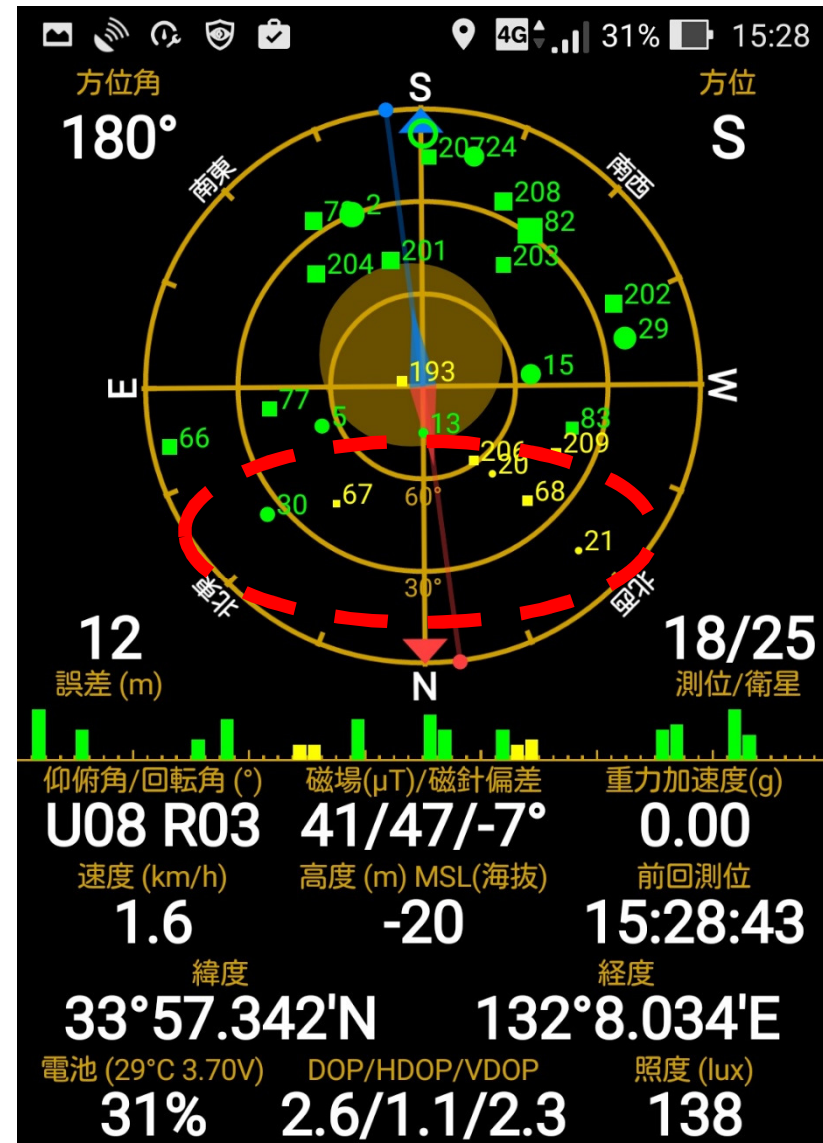 4G 31% 15:28
方位角 S 方位
180° S
南東 南西
20724
208
2 82
204 201 203
202
29
193 15
E W
77 5 13 83
66 206 209
20
30 67 60° 68
21
30°
北東 北西
12 18/25
誤差 (m) N 測位/衛星
仰俯角/回転角 (°) 磁場(μT)/磁針偏差 重力加速度(g)
U08 R03 41/47/-7° 0.00
速度 (km/h) 高度 (m) MSL(海抜) 前回測位
1.6 -20 15:28:43
緯度 経度
33°57.342'N 132°8.034'E
電池 (29°C 3.70V) DOP/HDOP/VDOP 照度 (lux)
31% 2.6/1.1/2.3 138